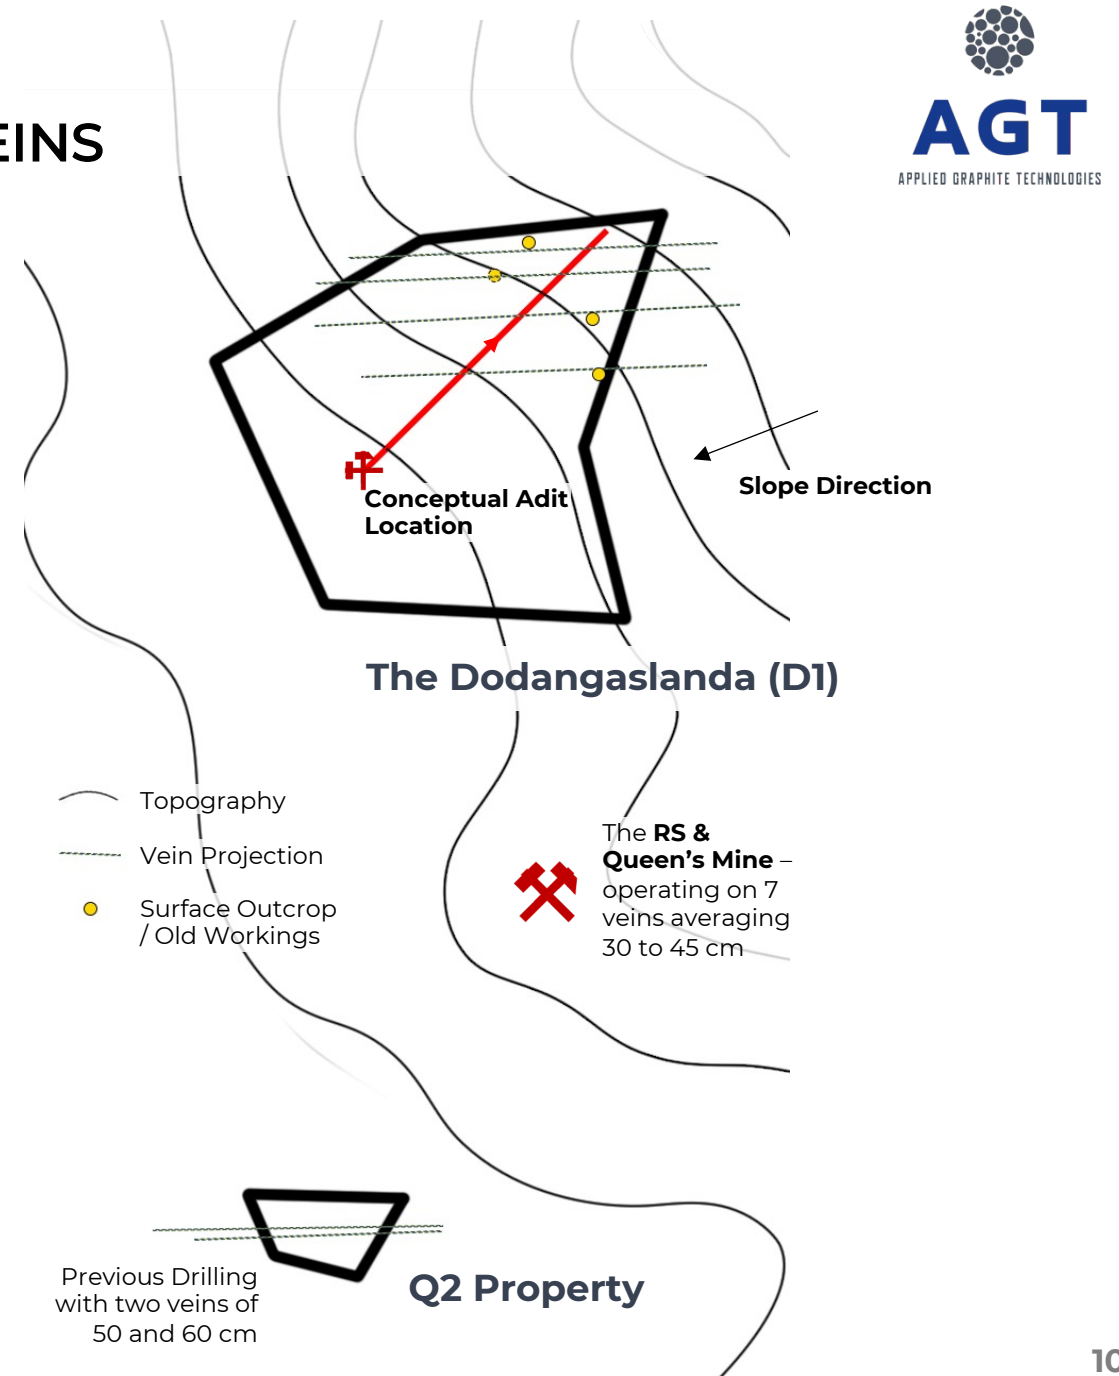 EINS
AGT
APPLIED GRAPHITE TECHNOLOGIES
Slope Direction
Conceptual Adit
Location
The Dodangaslanda (D1)
Topography
Vein Projection
Surface Outcrop
/ Old Workings
The RS &
Queen’s Mine –
operating on 7
veins averaging
30 to 45 cm
Previous Drilling
with two veins of
50 and 60 cm
Q2 Property
10